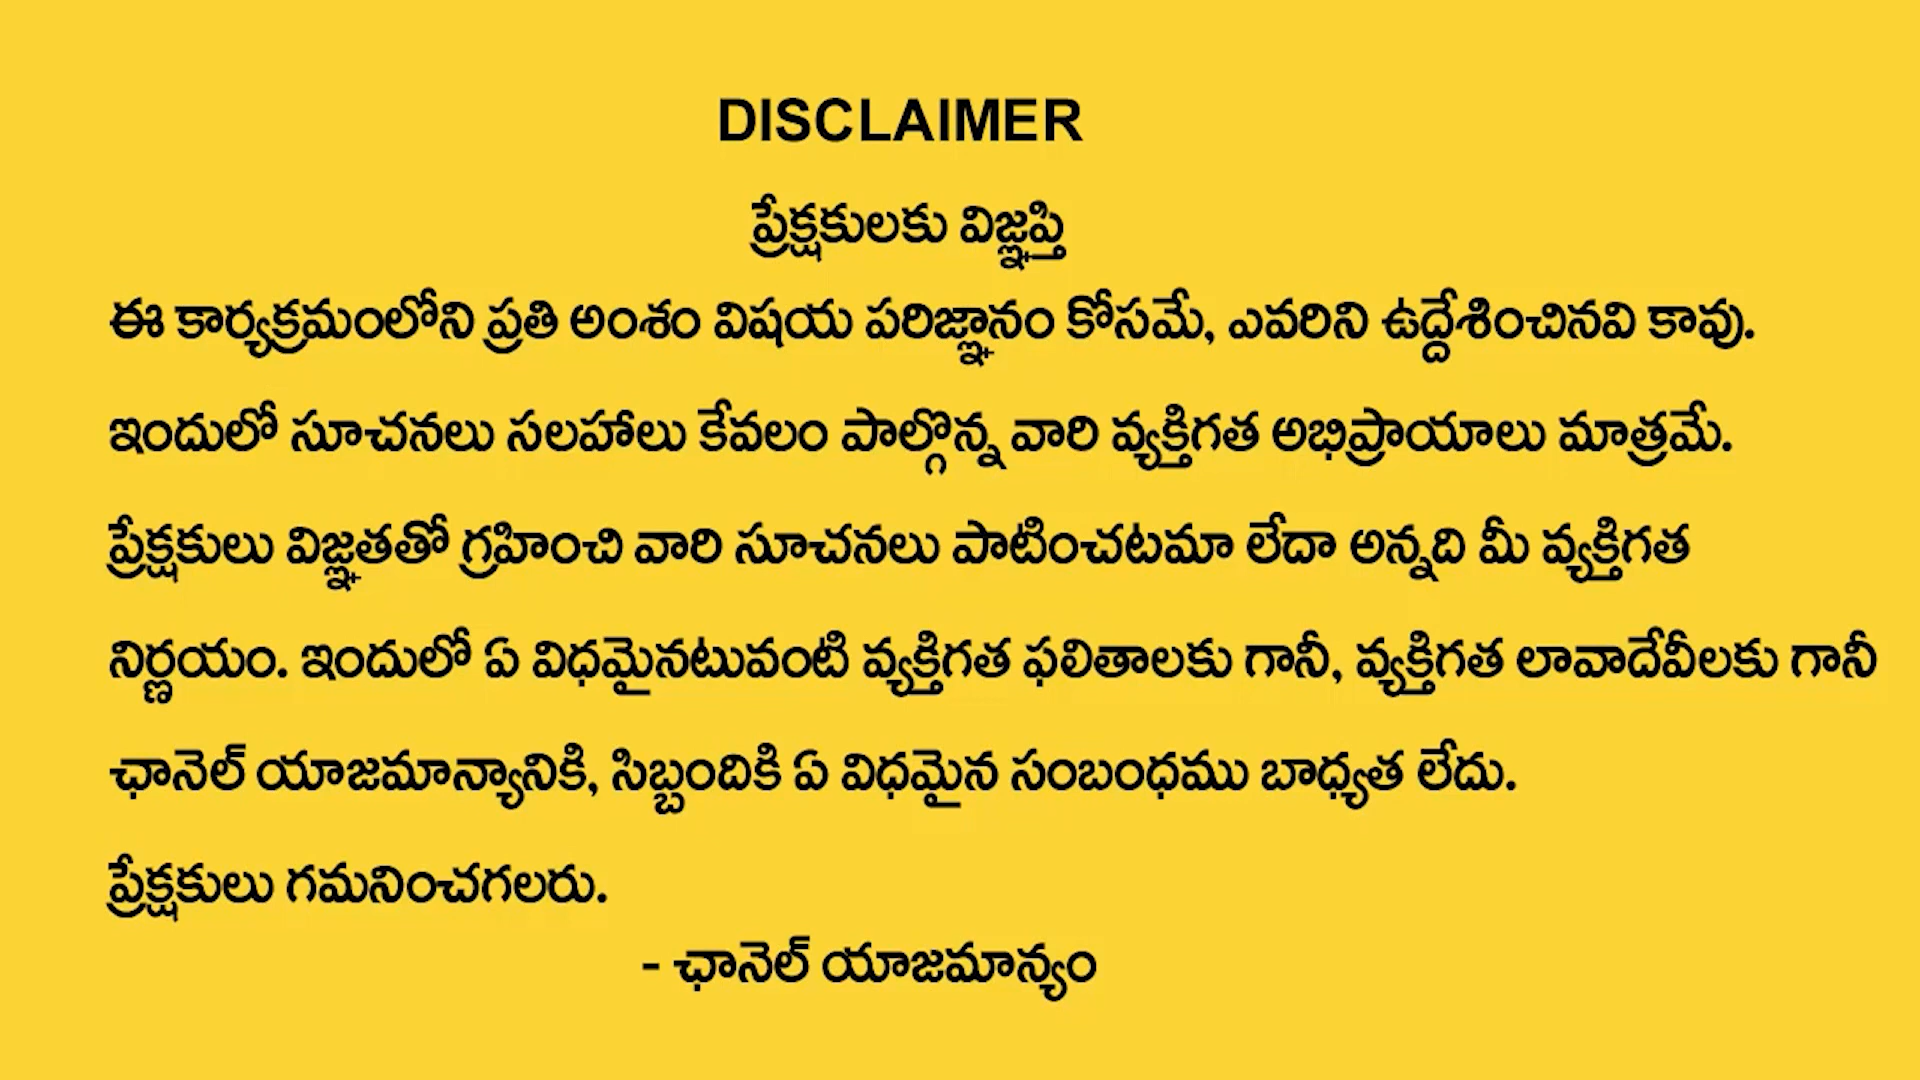 DISCLAIMER
ప్రేక్షకులకు విజ్ఞప్తి
ఈ కార్యక్రమంలోని ప్రతి అంశం విషయ పరిజ్ఞానం కోసమే, ఎవరిని ఉద్దేశించినవి కావు.
ఇందులో సూచనలు సలహాలు కేవలం పాల్గొన్న వారి వ్యక్తిగత అభిప్రాయాలు మాత్రమే.
ప్రేక్షకులు విజ్ఞతతో గ్రహించి వారి సూచనలు పాటించటమా లేదా అన్నది మీ వ్యక్తిగత
నిర్ణయం. ఇందులో ఏ విధమైనటువంటి వ్యక్తిగత ఫలితాలకు గానీ, వ్యక్తిగత లావాదేవీలకు గానీ
ఛానెల్ యాజమాన్యానికి, సిబ్బందికి ఏ విధమైన సంబంధము బాధ్యత లేదు.
ప్రేక్షకులు గమనించగలరు.
- ఛానెల్ యాజమాన్యం